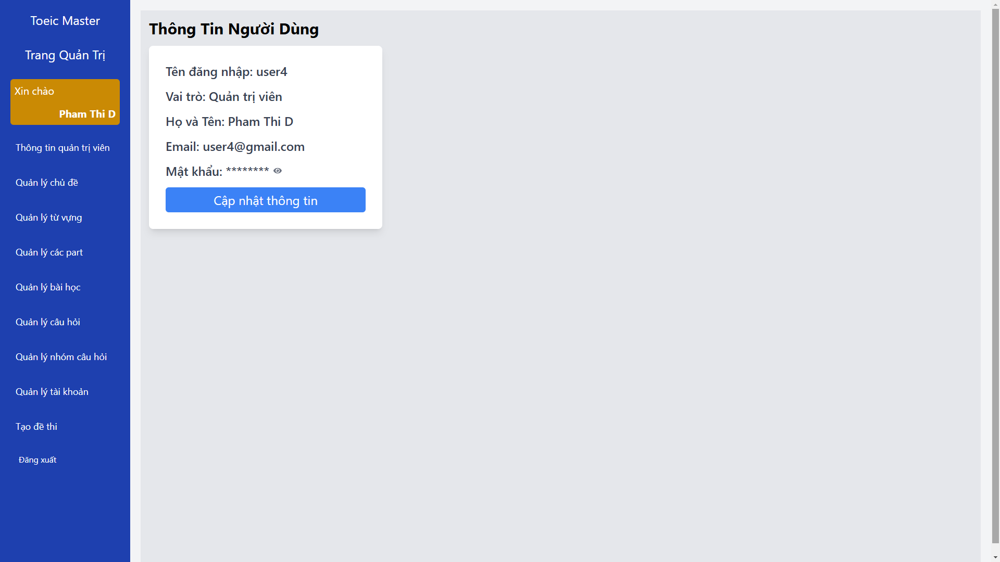 Toeic Master
Trang Quản Trị
Xin chào
Pham Thi D
Thông tin quản trị viên
Quản lý chủ đề
Quản lý từ vựng
Quản lý các part
Quản lý bài học
Quản lý câu hỏi
Quản lý nhóm câu hỏi
Quản lý tài khoản
Tạo đề thi
Đăng xuất
Thông Tin Người Dùng
Tên đăng nhập: user4
Vai trò: Quản trị viên
Họ và Tên: Pham Thi D
Email: user4@gmail.com
Mật khẩu: ********
Cập nhật thông tin